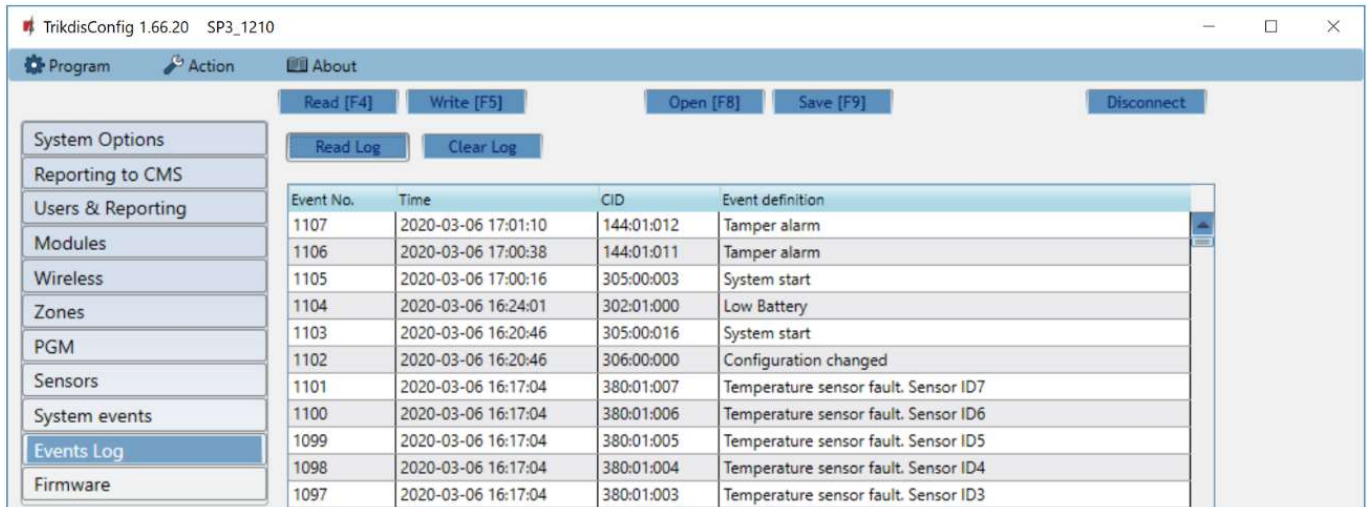 TrikdisConfig 1.66.20 SP3_1210
Program Action About
Read [F4] Write [F5] Open [F8] Save [F9] Disconnect
Read Log Clear Log
System Options
Reporting to CMS
Users & Reporting
Modules
Wireless
Zones
PGM
Sensors
System events
Events Log
Firmware
Event No. Time CID Event definition
1107 2020-03-06 17:01:10 144:01:012 Tamper alarm
1106 2020-03-06 17:00:38 144:01:011 Tamper alarm
1105 2020-03-06 17:00:16 305:00:003 System start
1104 2020-03-06 16:24:01 302:01:000 Low Battery
1103 2020-03-06 16:20:46 305:00:016 System start
1102 2020-03-06 16:20:46 306:00:000 Configuration changed
1101 2020-03-06 16:17:04 380:01:007 Temperature sensor fault. Sensor ID7
1100 2020-03-06 16:17:04 380:01:006 Temperature sensor fault. Sensor ID6
1099 2020-03-06 16:17:04 380:01:005 Temperature sensor fault. Sensor ID5
1098 2020-03-06 16:17:04 380:01:004 Temperature sensor fault. Sensor ID4
1097 2020-03-06 16:17:04 380:01:003 Temperature sensor fault. Sensor ID3